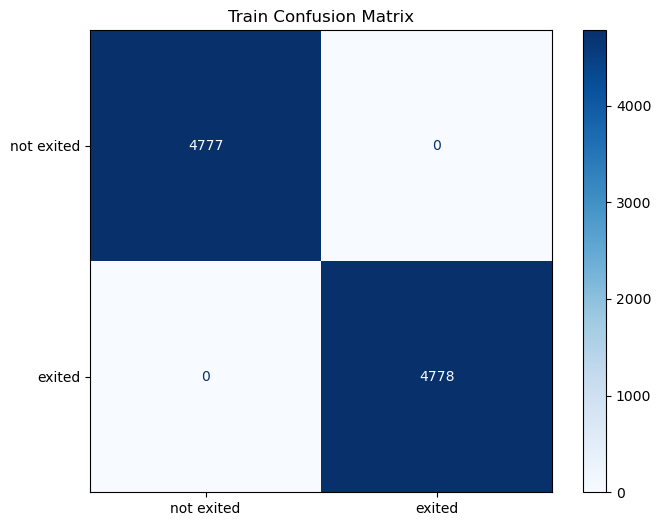 Train Confusion Matrix
not exited
4777
0
4000
3000
2000
exited
0
4778
1000
0
not exited
exited